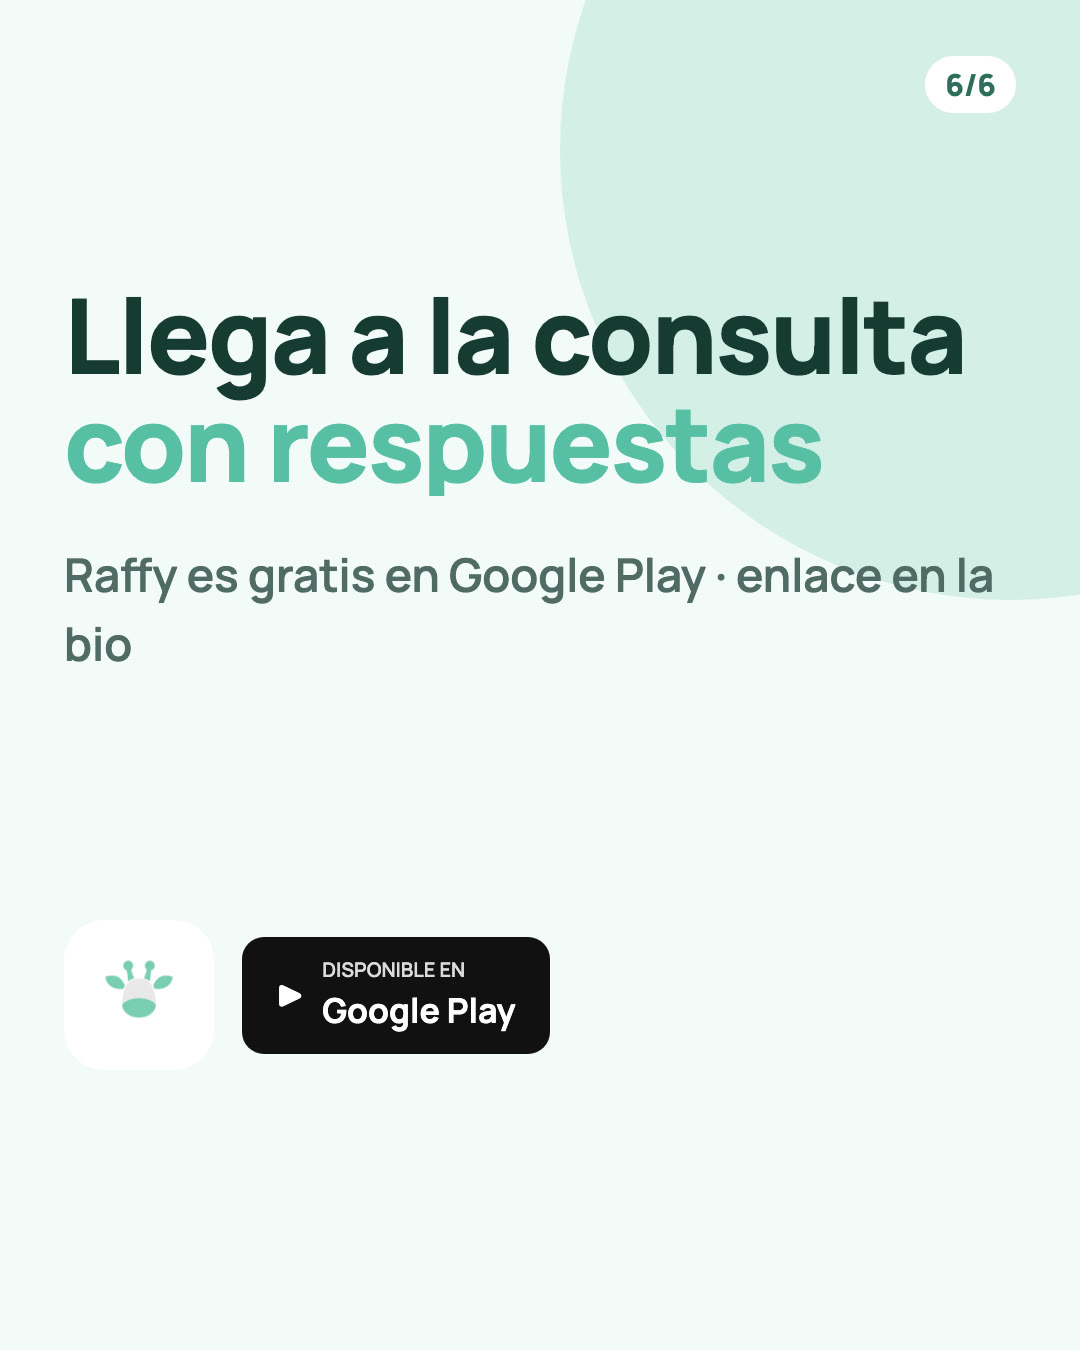 6/6
Llega a la consulta
con respuestas
Raffy es gratis en Google Play · enlace en la
bio
DISPONIBLE EN
Google Play